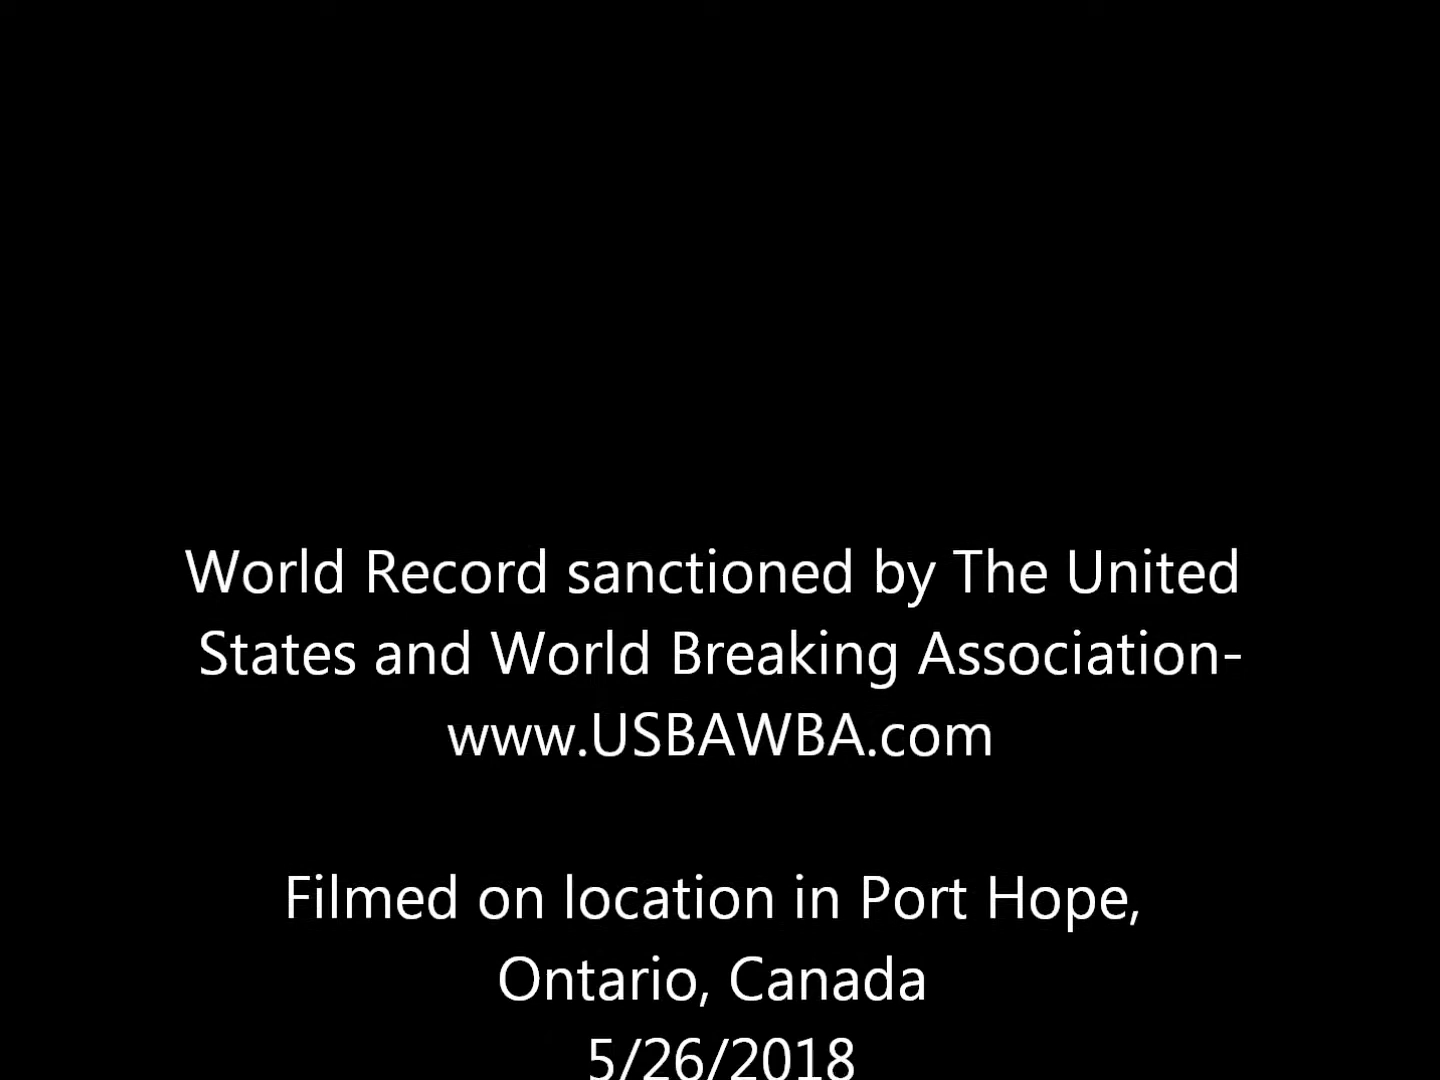 World Record sanctioned by The United
States and World Breaking Association-
www.USBAWBA.com
Filmed on location in Port Hope,
Ontario, Canada
5/26/2018